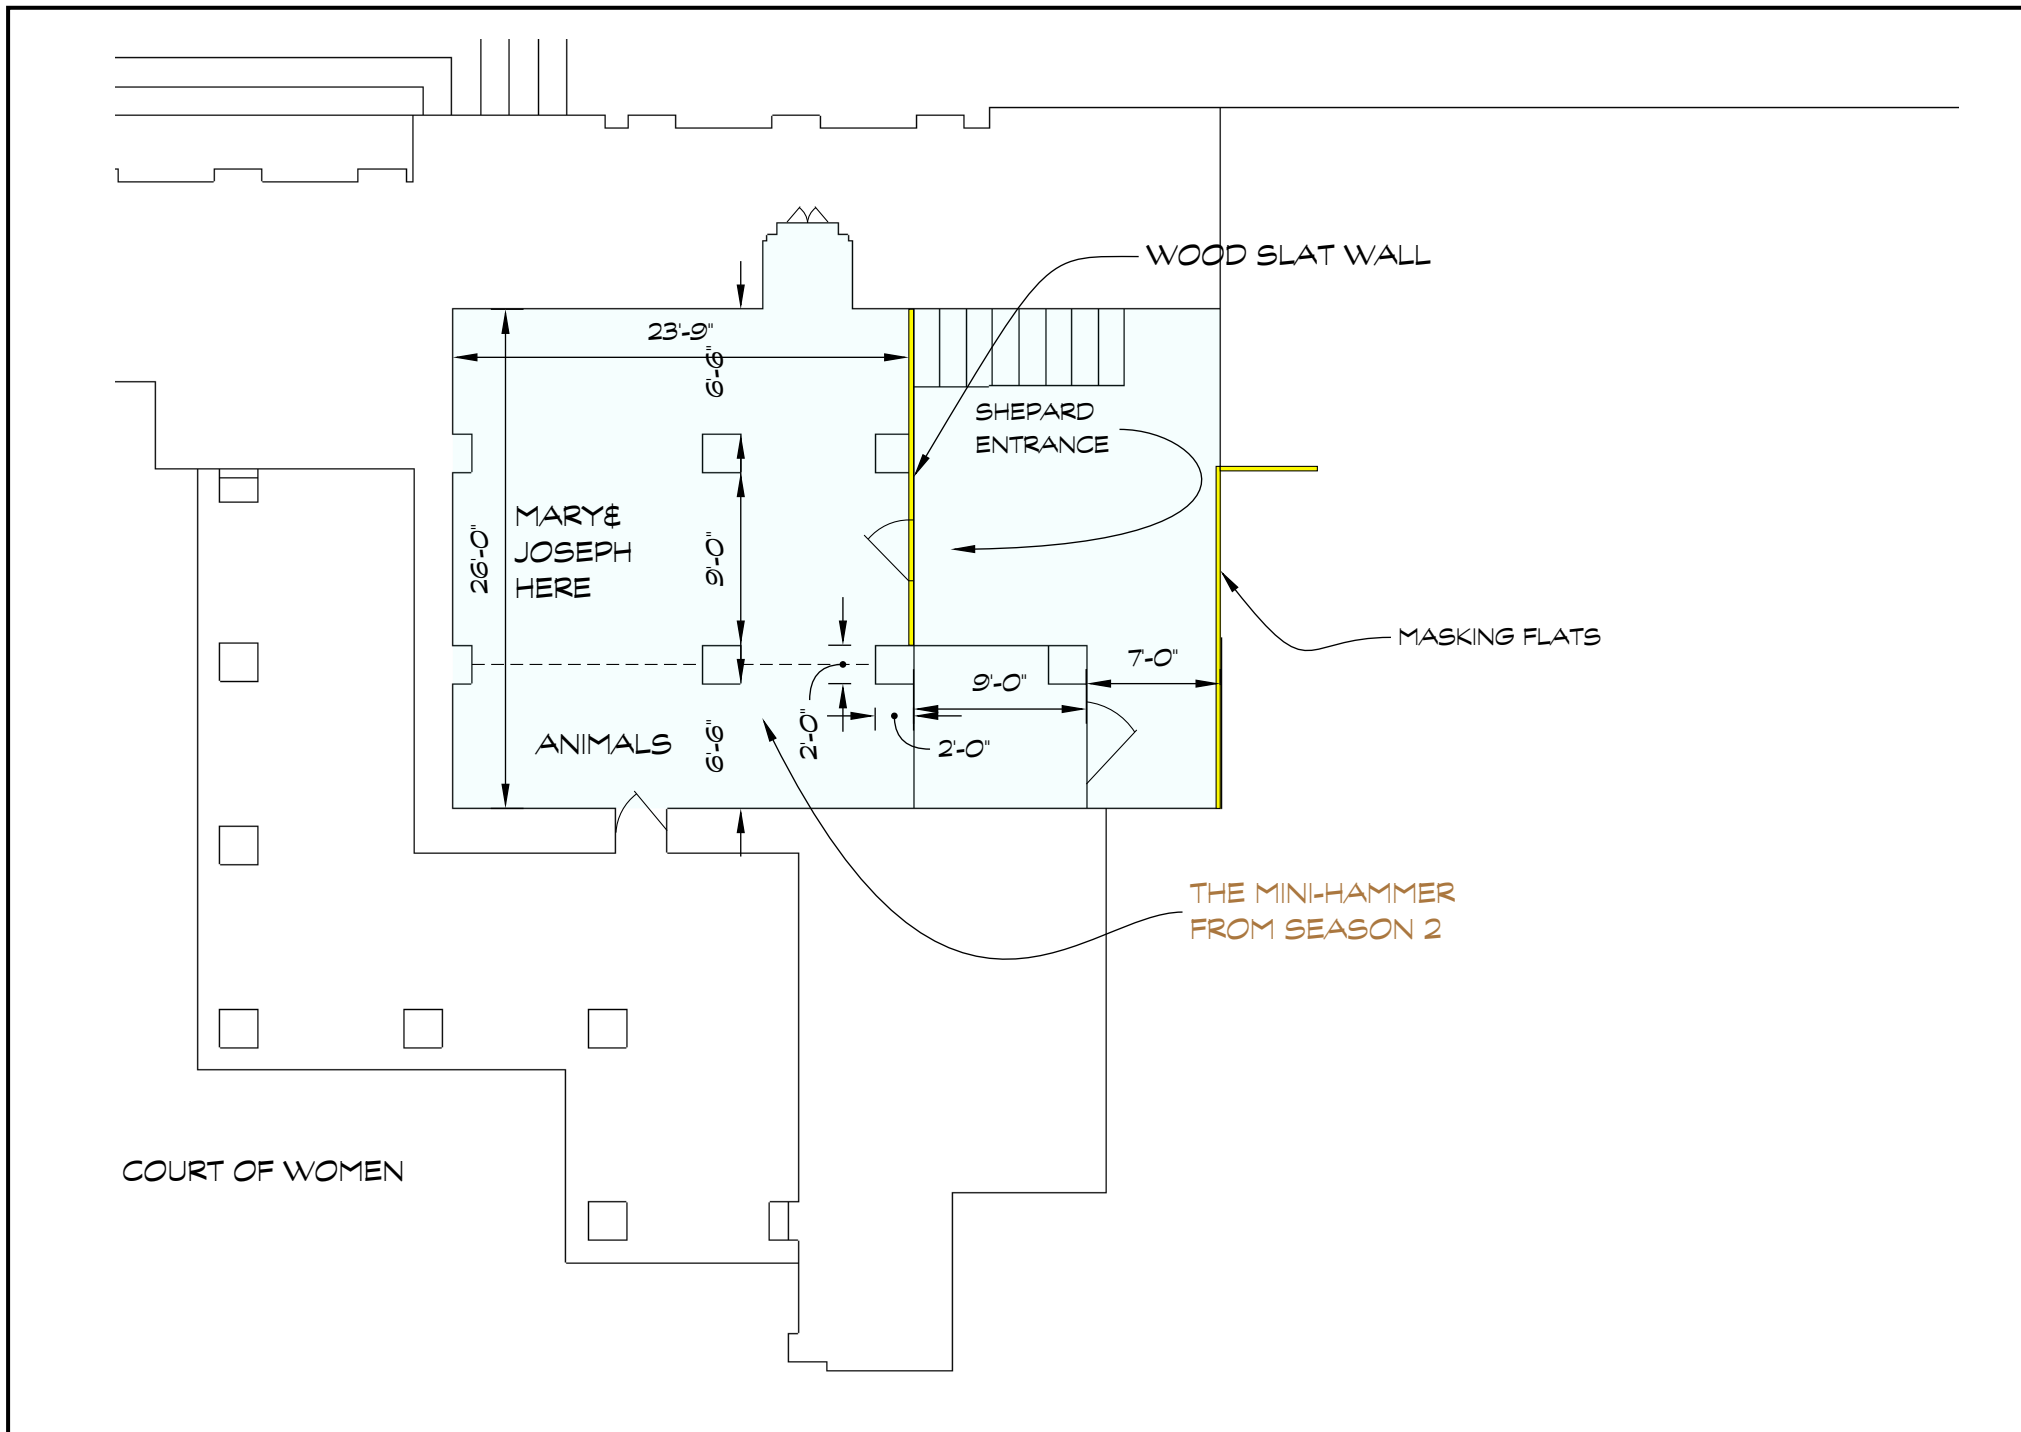 WOOD SLAT WALL
23'-9"
6'-6"
SHEPARD
ENTRANCE
MARY&
JOSEPH
HERE
26'-0"
9'-0"
MASKING FLATS
7'-0"
9'-0"
2'-0"
6'-6"
2'-0"
ANIMALS
THE MINI-HAMMER
FROM SEASON 2
COURT OF WOMEN